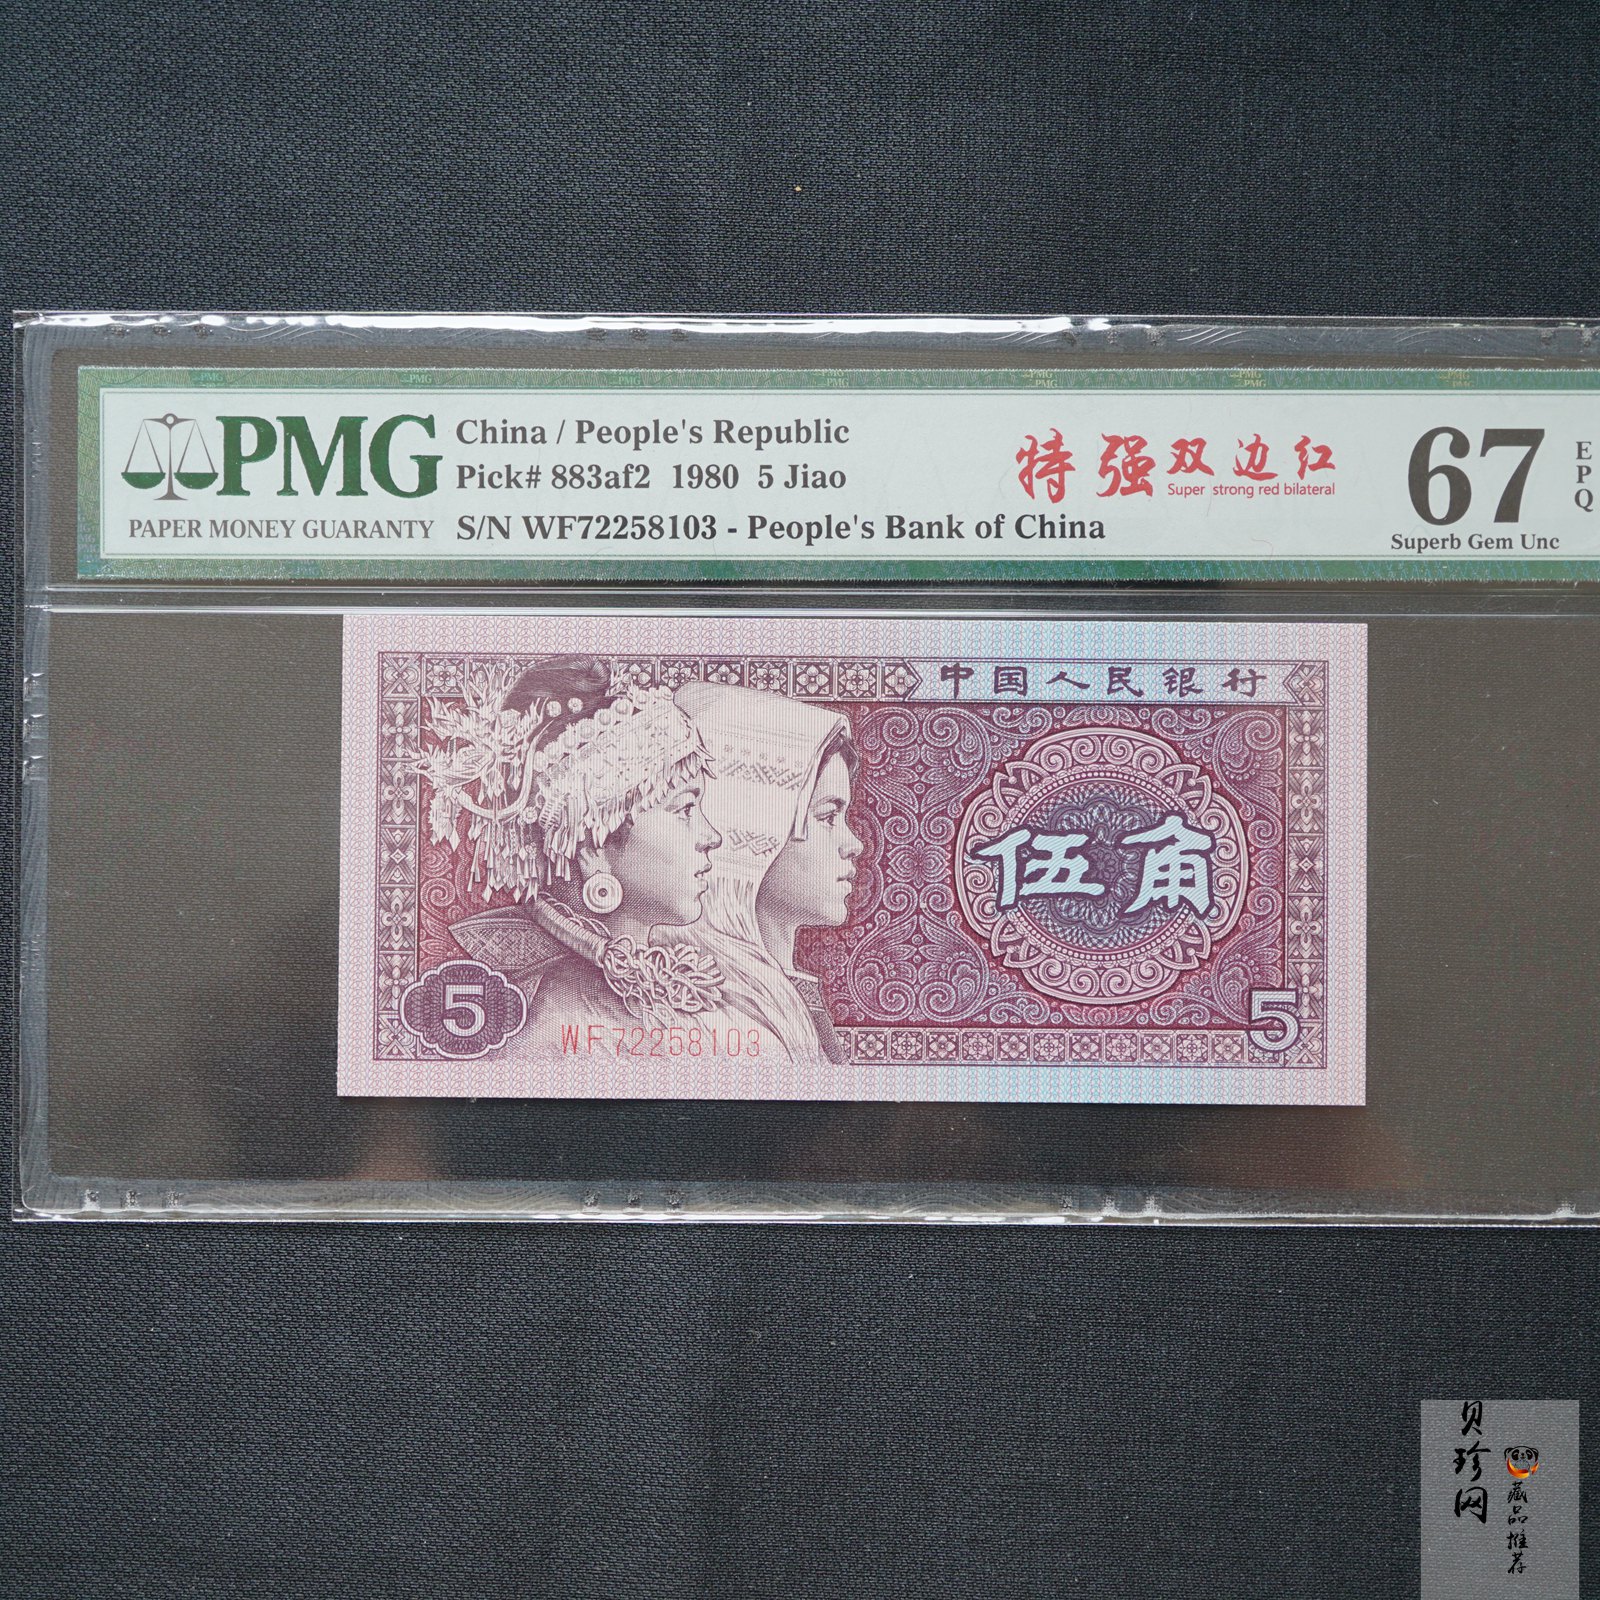 PMG
PAPER MONEY GUARANTY
China / People's Republic
Pick# 883af2 1980 5 Jiao
S/N WF72258103 - People's Bank of China
特强双边红
Super strong red bilateral
67
EPQ
Superb Gem Unc
中国人民银行
伍角
5
5
WF72258103
贝珍网
藏品推荐